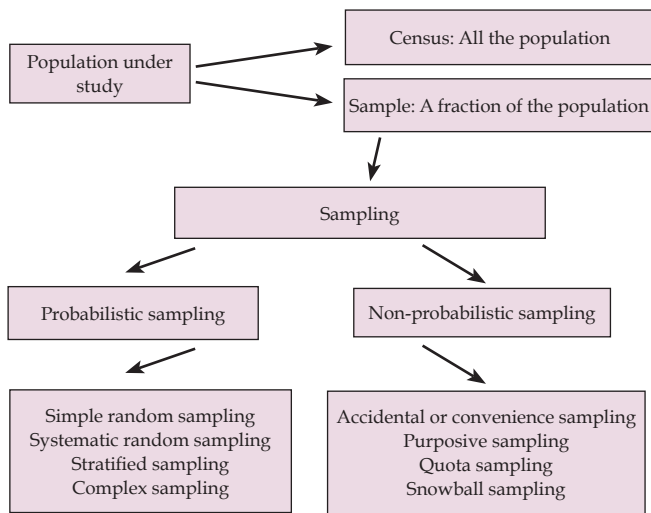 Population under
study
Census: All the population
Sample: A fraction of the population
Sampling
Probabilistic sampling
Non-probabilistic sampling
Simple random sampling
Systematic random sampling
Stratified sampling
Complex sampling
Accidental or convenience sampling
Purposive sampling
Quota sampling
Snowball sampling